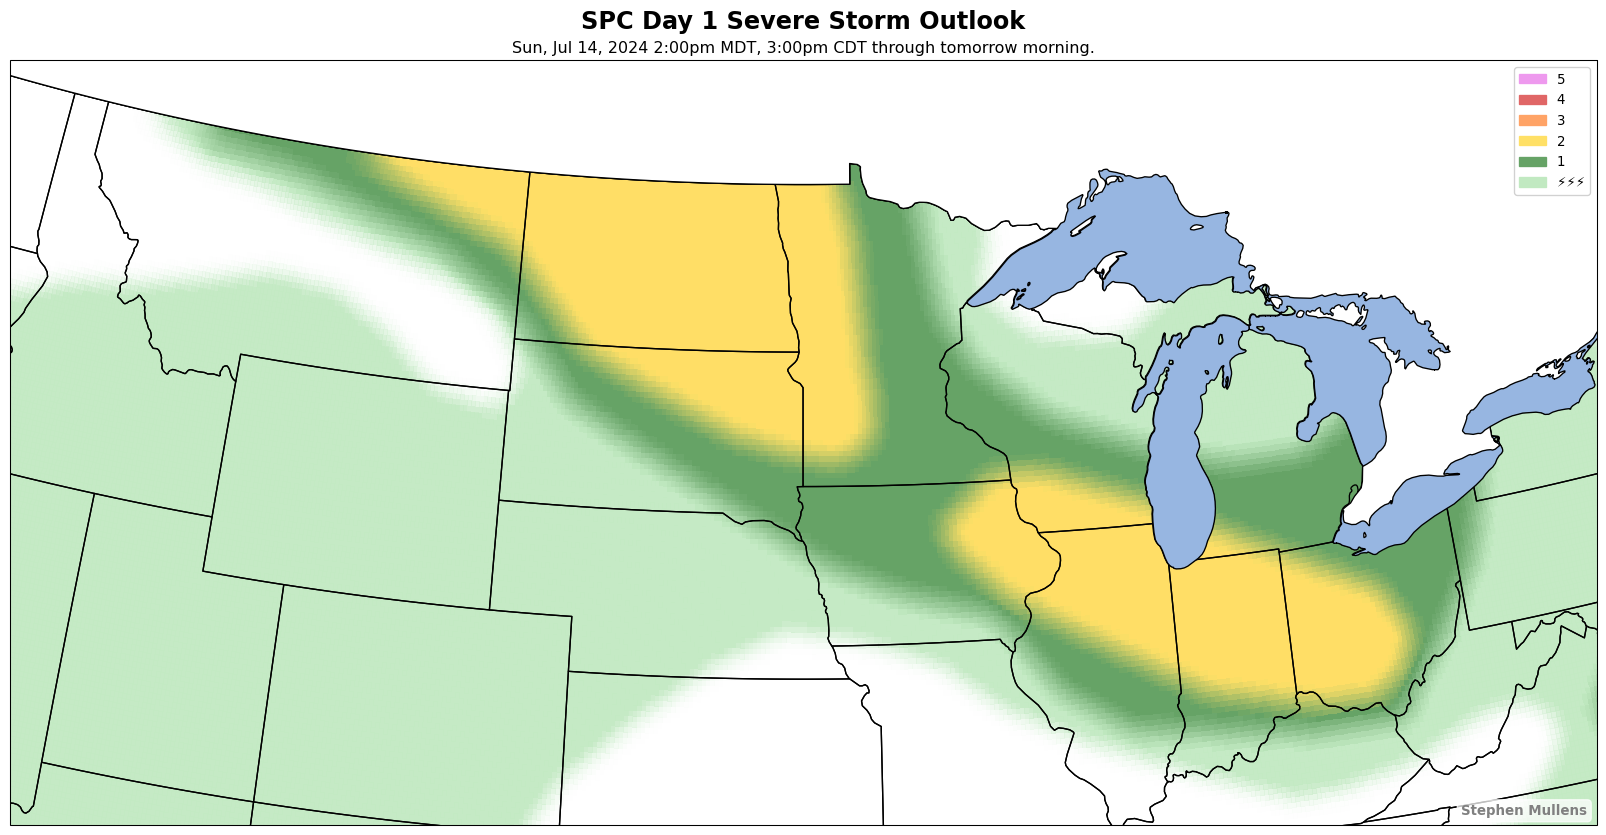 SPC Day 1 Severe Storm Outlook
Sun, Jul 14, 2024 2:00pm MDT, 3:00pm CDT through tomorrow morning.
5
4
3
2
1
⚡⚡⚡
Stephen Mullens